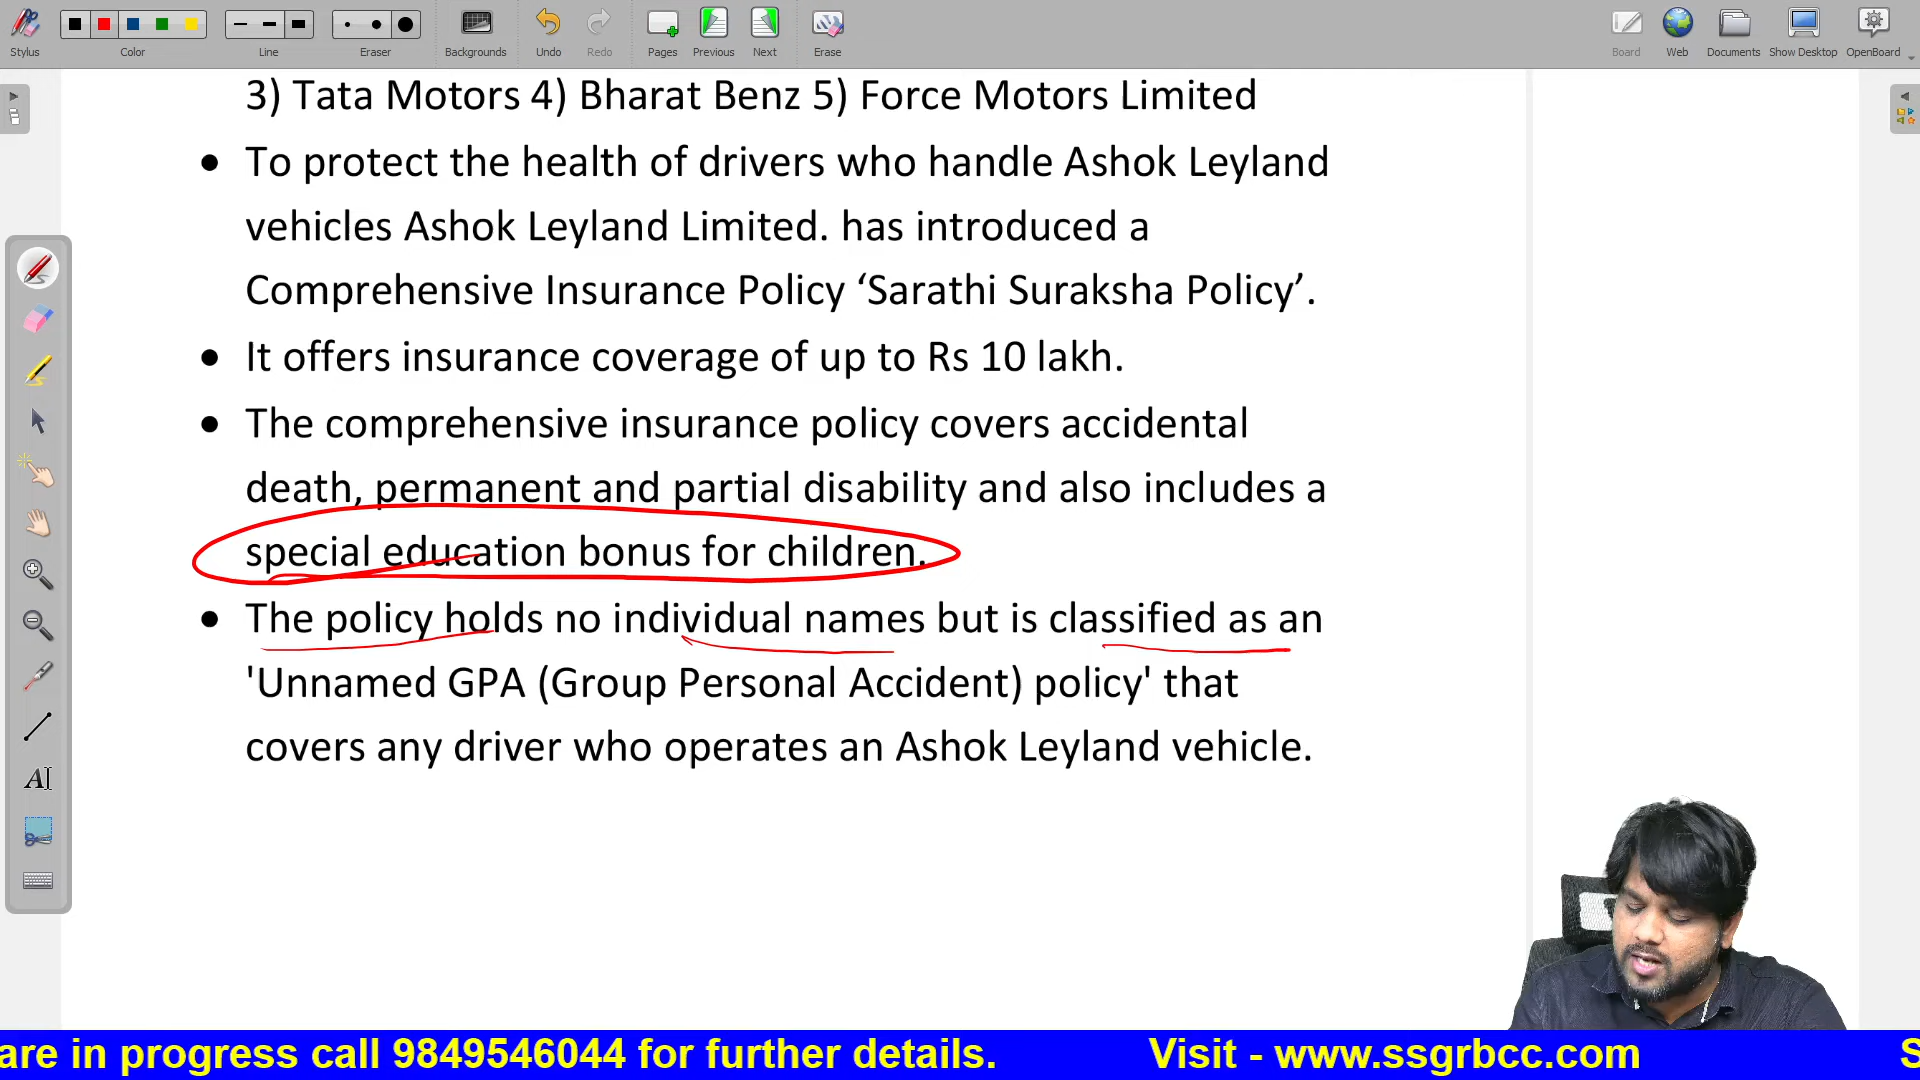 Stylus
Color
Line
Eraser
Backgrounds
Undo
Redo
Pages
Previous
Next
Erase
Board
Web
Documents
Show Desktop
OpenBoard
3) Tata Motors 4) Bharat Benz 5) Force Motors Limited
• To protect the health of drivers who handle Ashok Leyland
vehicles Ashok Leyland Limited. has introduced a
Comprehensive Insurance Policy ‘Sarathi Suraksha Policy’.
• It offers insurance coverage of up to Rs 10 lakh.
• The comprehensive insurance policy covers accidental
death, permanent and partial disability and also includes a
special education bonus for children.
• The policy holds no individual names but is classified as an
'Unnamed GPA (Group Personal Accident) policy' that
covers any driver who operates an Ashok Leyland vehicle.
are in progress call 9849546044 for further details. Visit - www.ssgrbcc.com S